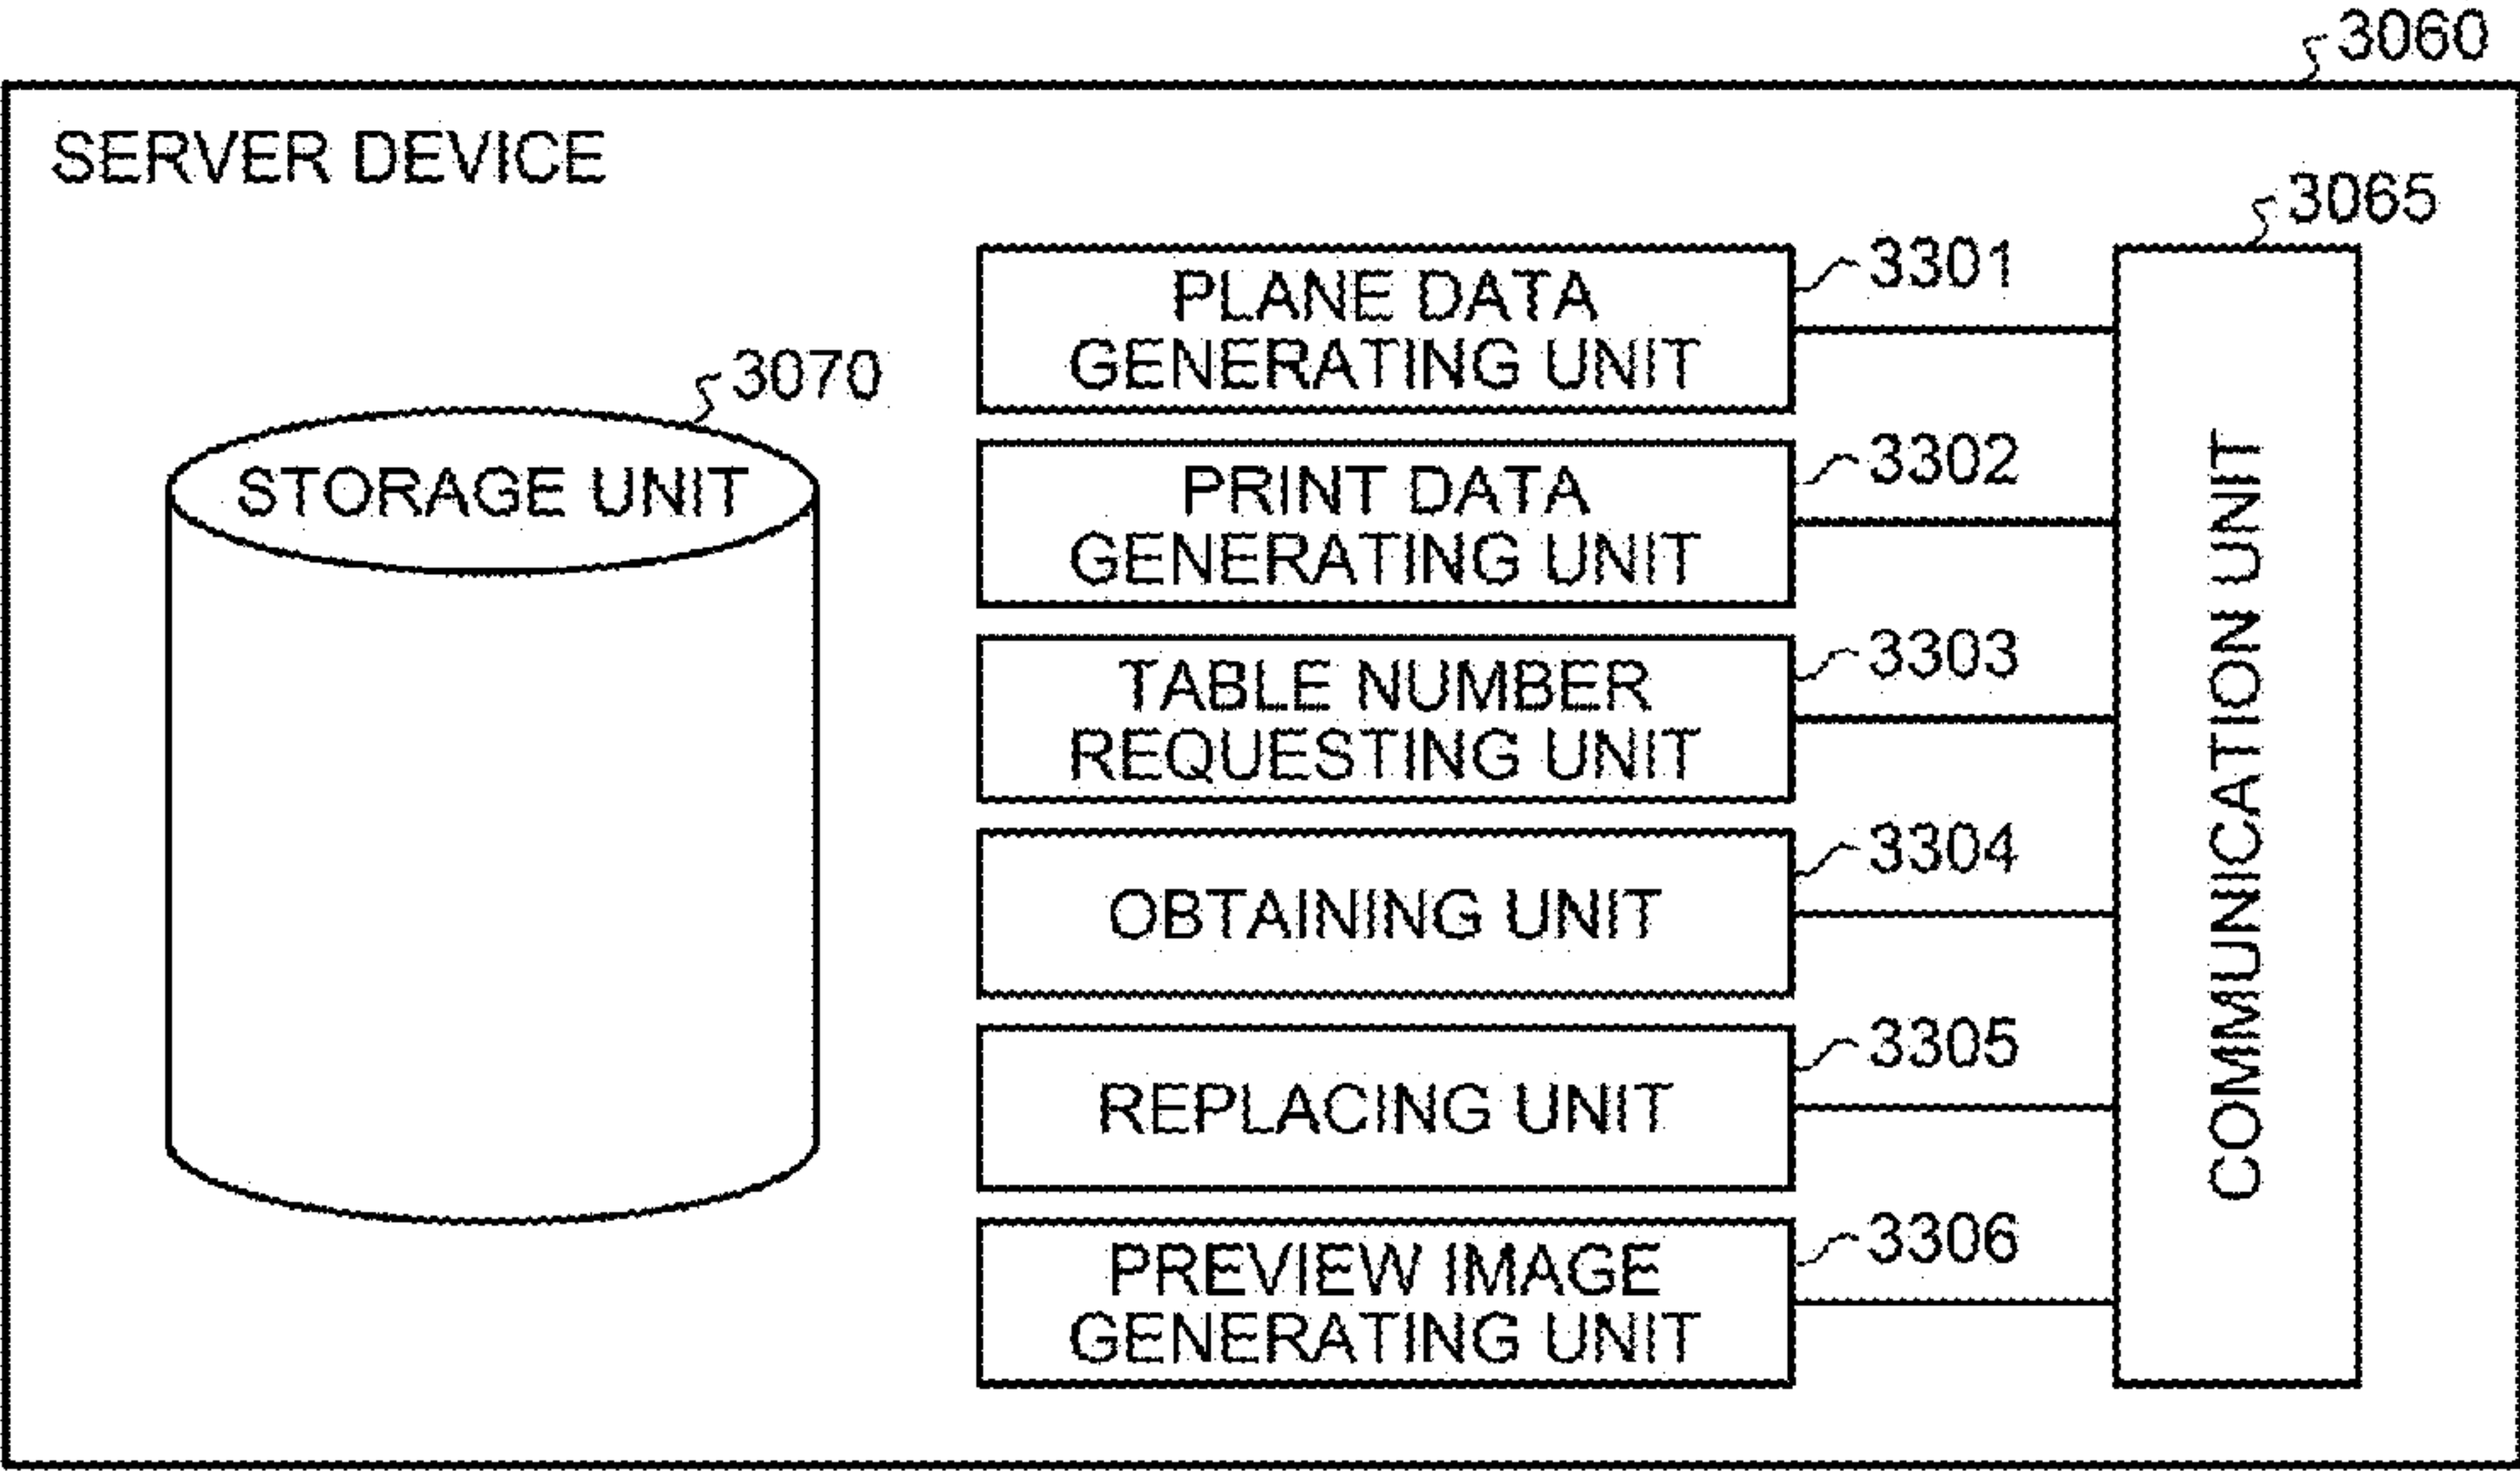 3060
SERVER DEVICE
3065
PLANE DATA
GENERATING UNIT
3301
3070
STORAGE UNIT
PRINT DATA
GENERATING UNIT
3302
TABLE NUMBER
REQUESTING UNIT
3303
OBTAINING UNIT
3304
REPLACING UNIT
3305
PREVIEW IMAGE
GENERATING UNIT
3306
COMMUNICATION UNIT